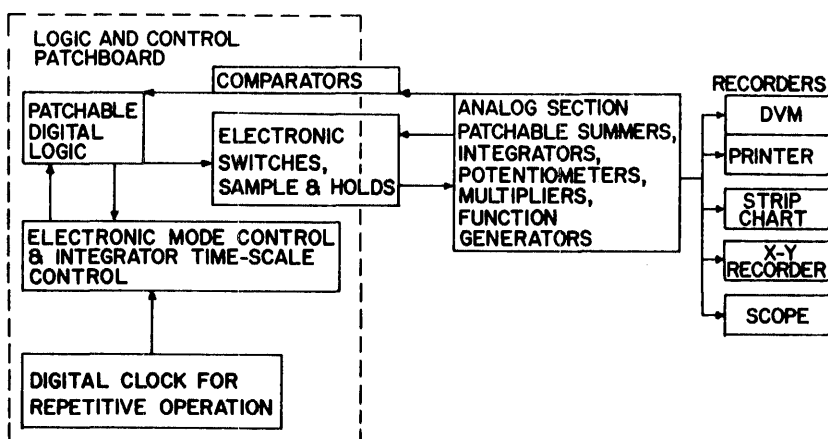 LOGIC AND CONTROL
PATCHBOARD
COMPARATORS
PATCHABLE
DIGITAL
LOGIC
ELECTRONIC
SWITCHES,
SAMPLE & HOLDS
ANALOG SECTION
PATCHABLE SUMMERS,
INTEGRATORS,
POTENTIOMETERS,
MULTIPLIERS,
FUNCTION
GENERATORS
RECORDERS
DVM
PRINTER
STRIP
CHART
X-Y
RECORDER
SCOPE
ELECTRONIC MODE CONTROL
& INTEGRATOR TIME-SCALE
CONTROL
DIGITAL CLOCK FOR
REPETITIVE OPERATION